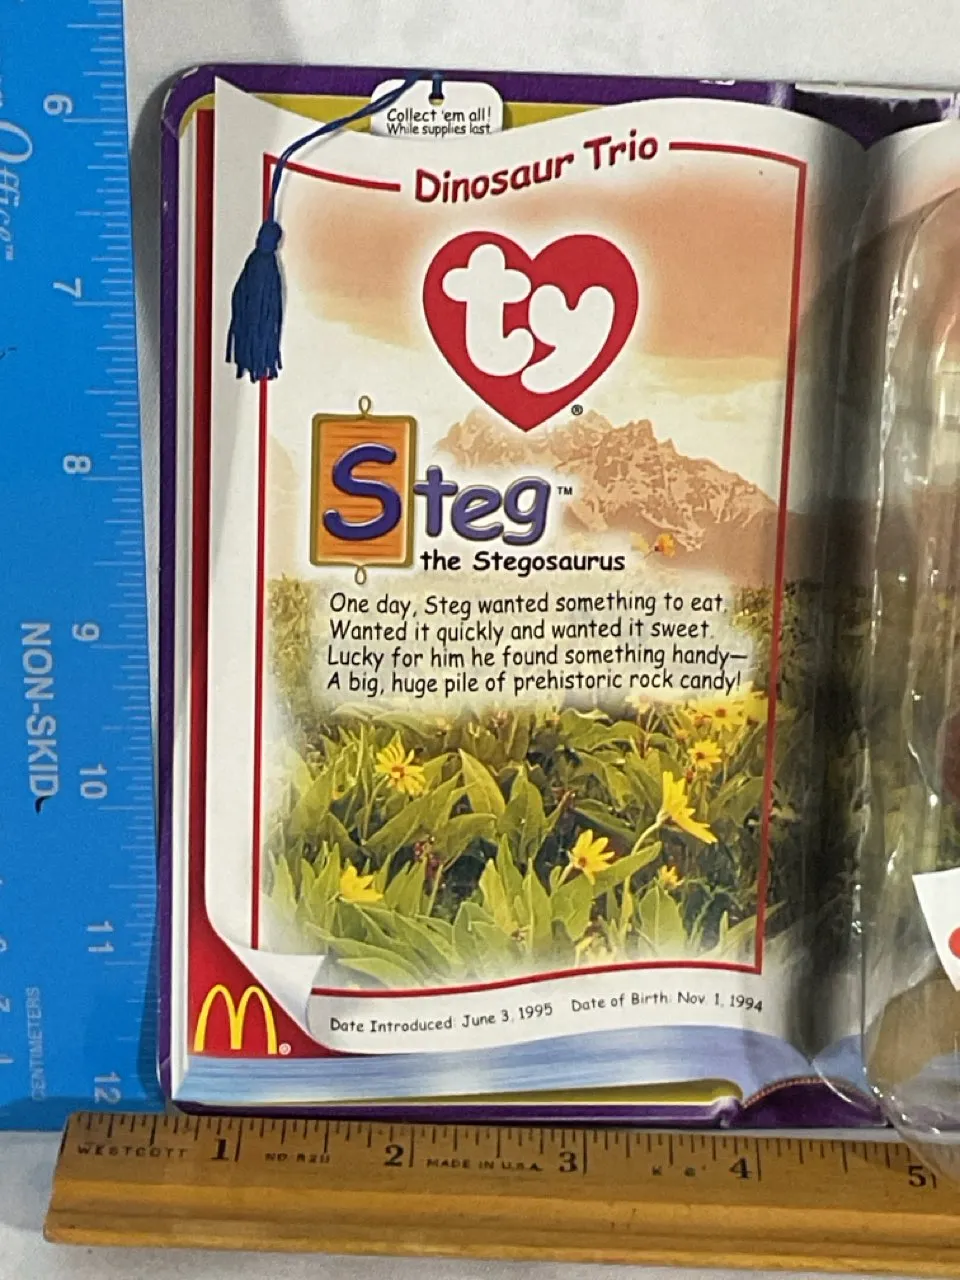 Collect 'em all!
While supplies last
Dinosaur Trio
ty®
Steg™
the Stegosaurus
One day, Steg wanted something to eat,
Wanted it quickly and wanted it sweet.
Lucky for him he found something handy—
A big, huge pile of prehistoric rock candy!
Date Introduced: June 3, 1995 Date of Birth: Nov. 1, 1994
M®
6
Office™
7
8
9
NON-SKID
10
11
12
CENTIMETERS
1 2 3 4 5
WESTCOTT
MADE IN U.S.A.